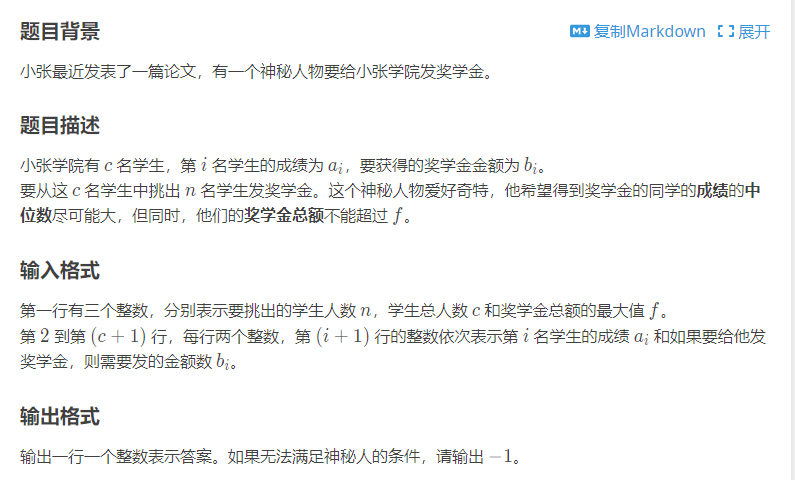 题目背景
复制Markdown 展开
小张最近发表了一篇论文，有一个神秘人物要给小张学院发奖学金。
题目描述
小张学院有 c 名学生，第 i 名学生的成绩为 aᵢ，要获得的奖学金金额为 bᵢ。
要从这 c 名学生中挑出 n 名学生发奖学金。这个神秘人物爱好奇特，他希望得到奖学金的同学的成绩的中
位数尽可能大，但同时，他们的奖学金总额不能超过 f。
输入格式
第一行有三个整数，分别表示要挑出的学生人数 n，学生总人数 c 和奖学金总额的最大值 f。
第 2 到第 (c + 1) 行，每行两个整数，第 (i + 1) 行的整数依次表示第 i 名学生的成绩 aᵢ 和如果要给他发
奖学金，则需要发的金额数 bᵢ。
输出格式
输出一行一个整数表示答案。如果无法满足神秘人的条件，请输出 −1。